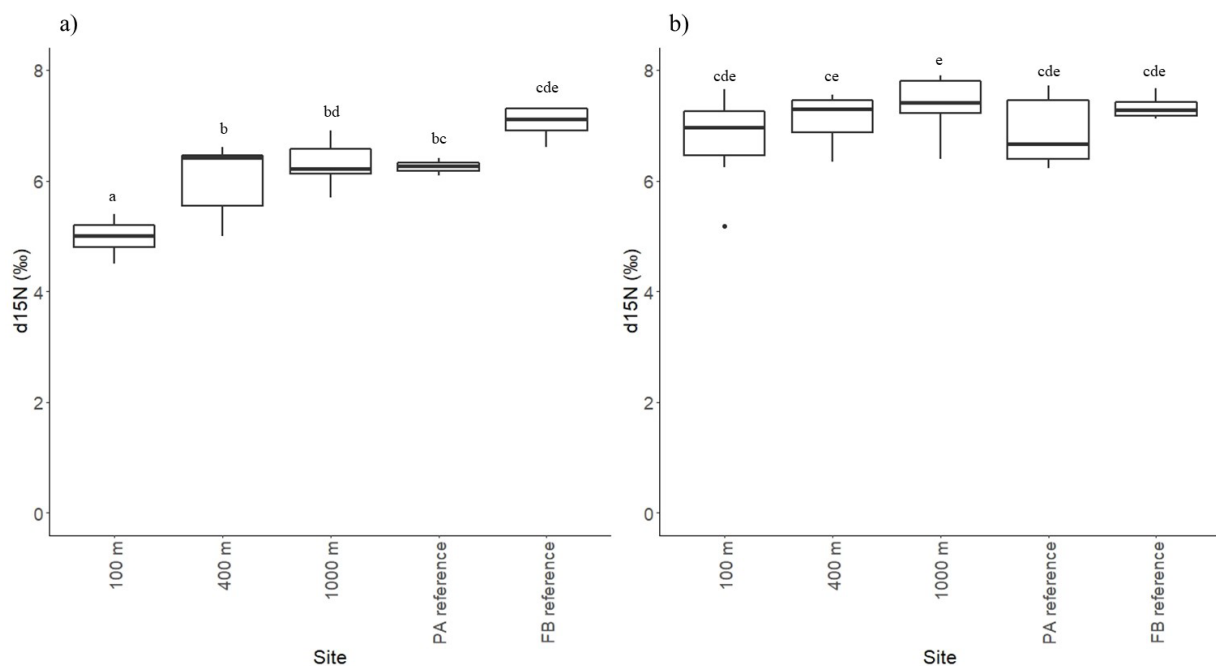 a)
8
6
4
2
0
d15N (‰)
a
b
bd
bc
cde
100 m
400 m
1000 m
PA reference
FB reference
Site
b)
8
6
4
2
0
d15N (‰)
cde
ce
e
cde
cde
100 m
400 m
1000 m
PA reference
FB reference
Site